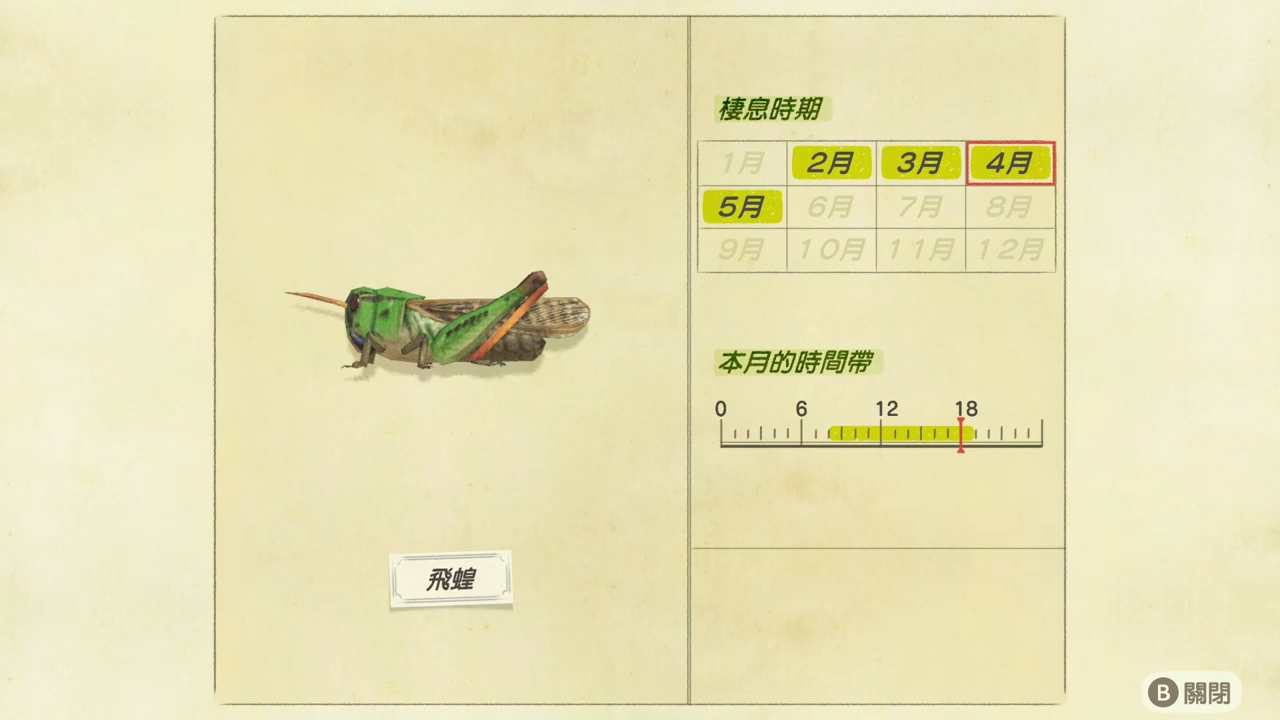 棲息時期
1月 2月 3月 4月
5月 6月 7月 8月
9月 10月 11月 12月
本月的時間帶
0 6 12 18
飛蝗
B 關閉